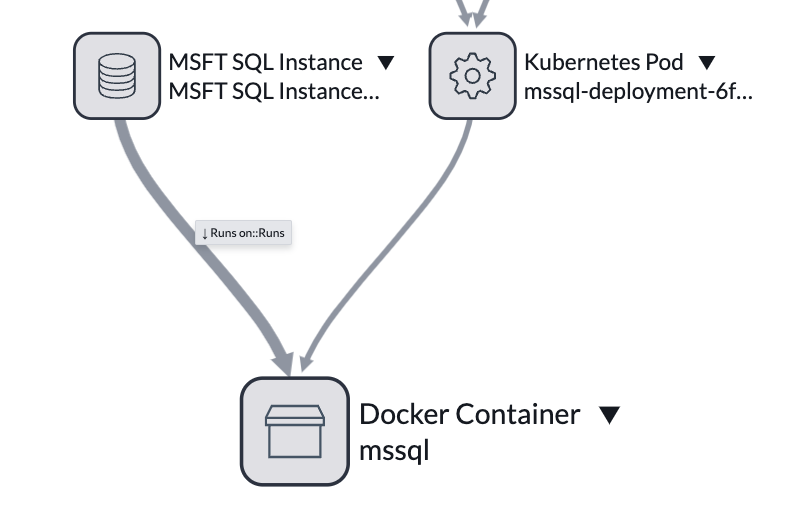 MSFT SQL Instance ▼
MSFT SQL Instance...
Kubernetes Pod ▼
mssql-deployment-6f...
↓ Runs on::Runs
Docker Container ▼
mssql